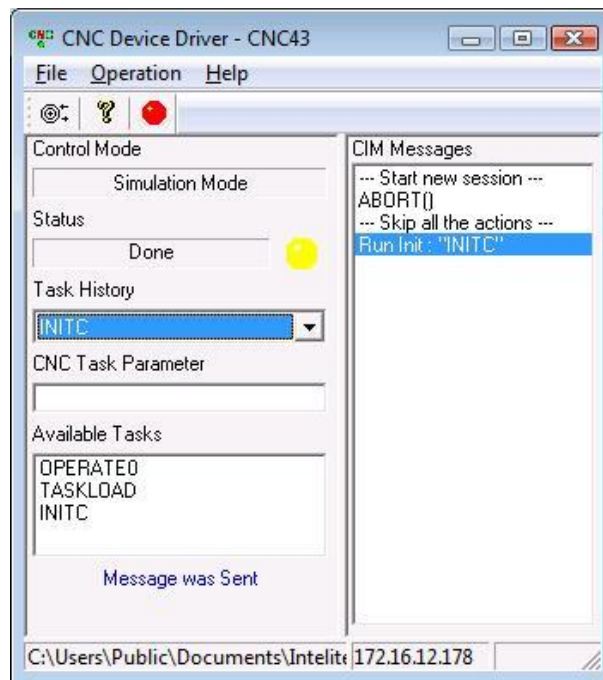 CNC Device Driver - CNC43
File Operation Help
Control Mode
Simulation Mode
Status
Done
Task History
INITC
CNC Task Parameter
Available Tasks
OPERATE0
TASKLOAD
INITC
Message was Sent
CIM Messages
--- Start new session ---
ABORT()
--- Skip all the actions ---
Run Init : "INITC"
C:\Users\Public\Documents\Intelite 172.16.12.178